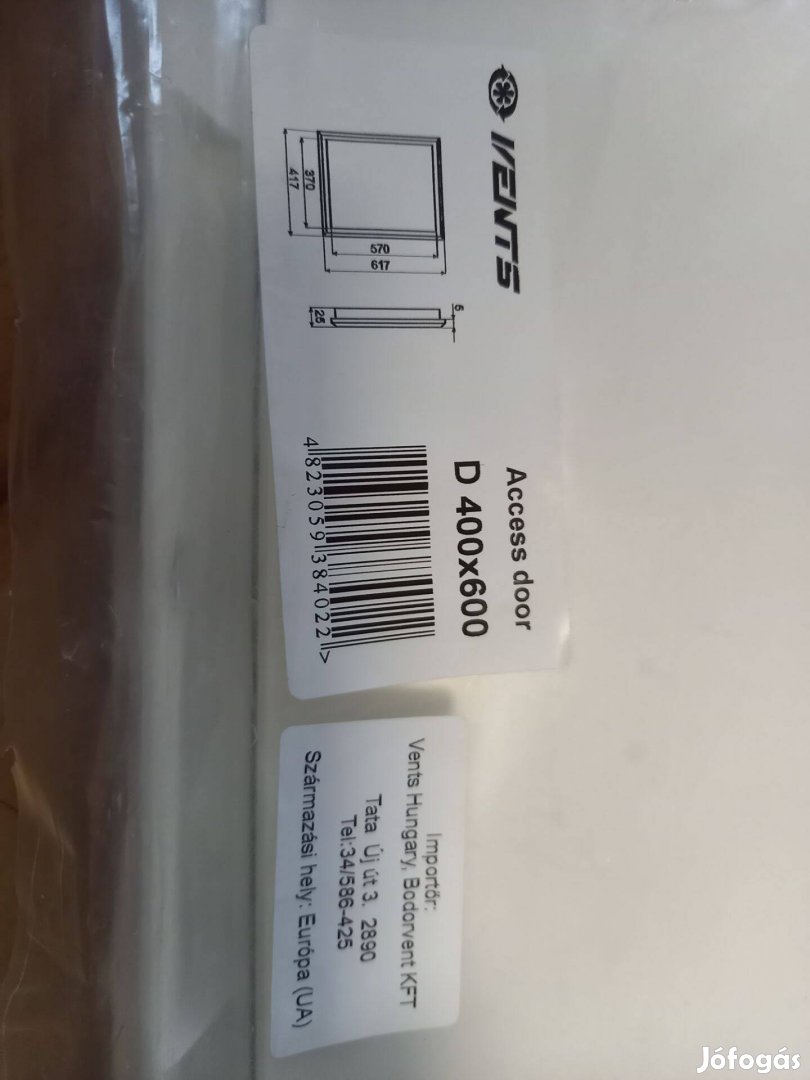 VENTS
370
417
570
617
25
5
Access door
D 400x600
4823059384022>
Importőr:
Vents Hungary, Bodorvent KFT
Tata Új út 3. 2890
Tel:34/586-425
Származási hely: Európa (UA)
Jófogás